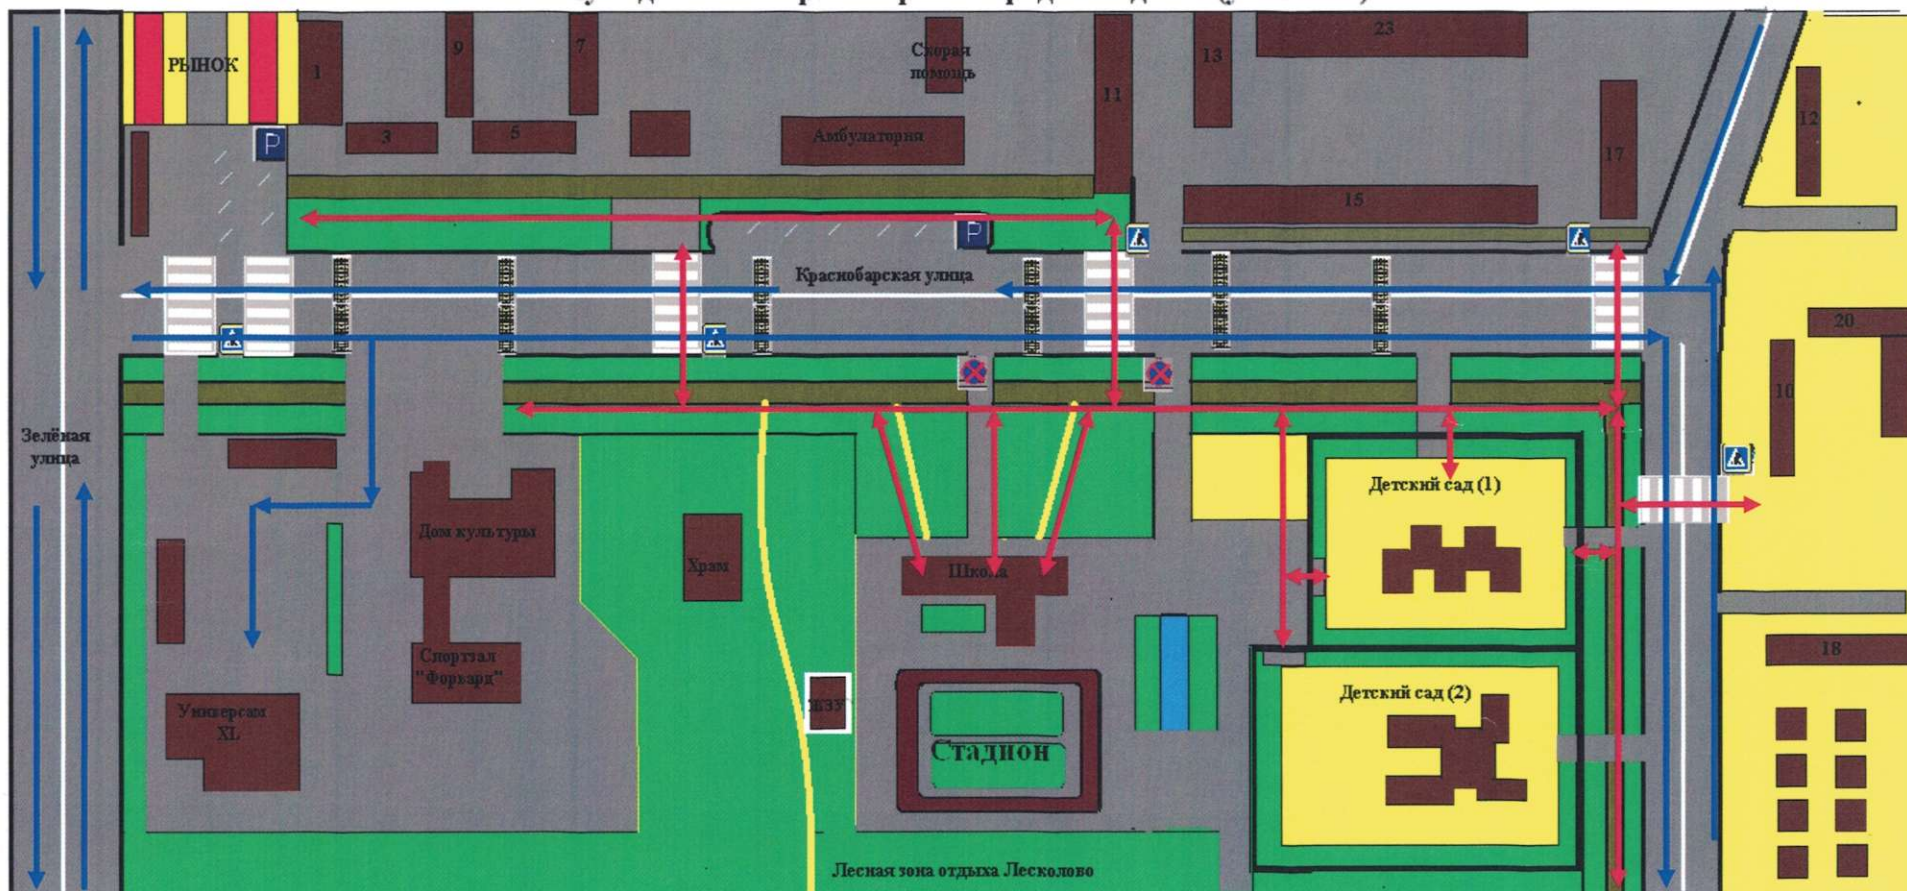 РЫНОК
1
9
7
Скорая
помощь
11
13
23
12
3
5
Амбулатория
17
P
15
P
Краснобарская улица
20
10
Зелёная
улица
Детский сад (1)
Дом культуры
Храм
Школа
Спортзал
"Форвард"
18
Детский сад (2)
Универсам
XL
Стадион
Лесная зона отдыха Лесколово